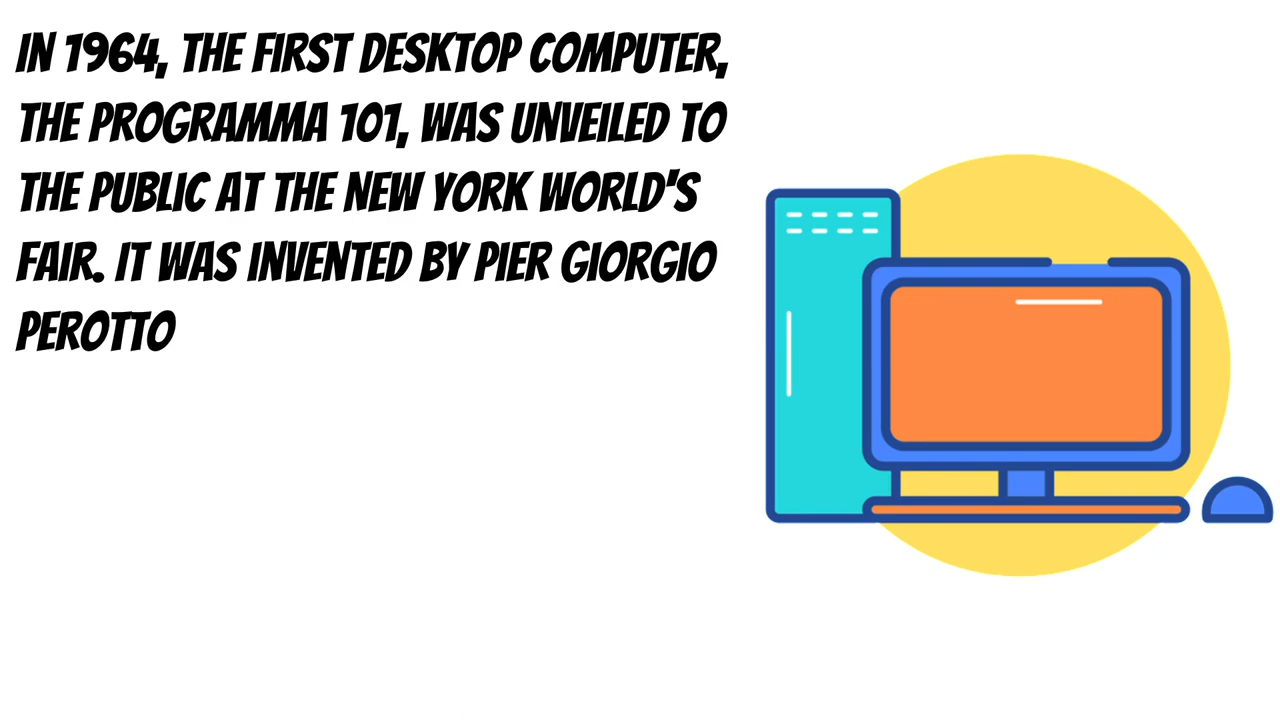 IN 1964, THE FIRST DESKTOP COMPUTER,
THE PROGRAMMA 101, WAS UNVEILED TO
THE PUBLIC AT THE NEW YORK WORLD'S
FAIR. IT WAS INVENTED BY PIER GIORGIO
PEROTTO